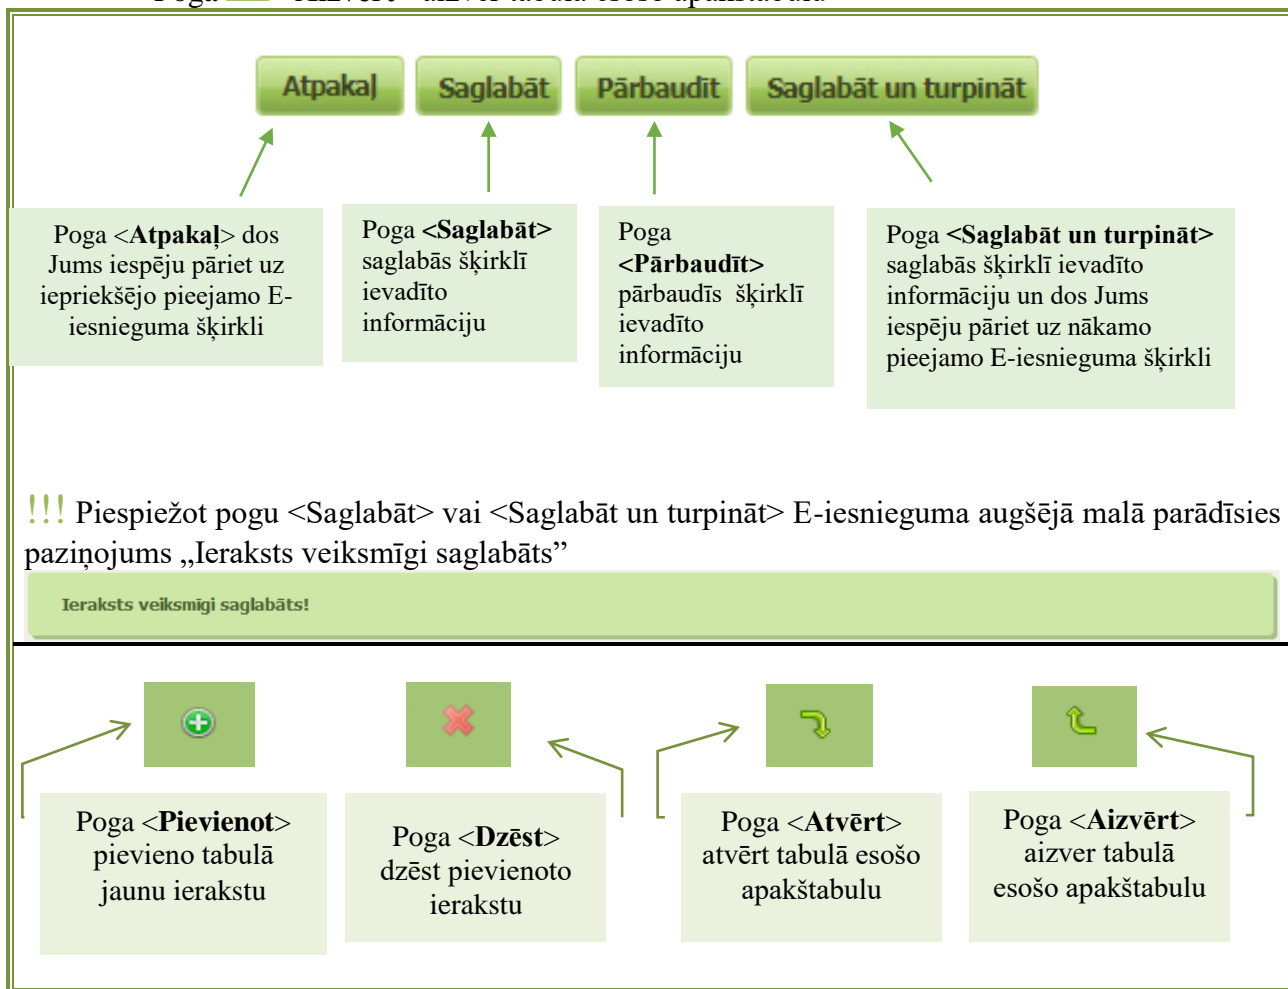 Atpakaļ Saglabāt Pārbaudīt Saglabāt un turpināt
Poga <Atpakaļ> dos
Jums iespēju pāriet uz
iepriekšējo pieejamo E-
iesnieguma šķirkli
Poga <Saglabāt>
saglabās šķirklī
ievadīto
informāciju
Poga
<Pārbaudīt>
pārbaudīs šķirklī
ievadīto
informāciju
Poga <Saglabāt un turpināt>
saglabās šķirklī ievadīto
informāciju un dos Jums
iespēju pāriet uz nākamo
pieejamo E-iesnieguma šķirkli
!!! Piespiežot pogu <Saglabāt> vai <Saglabāt un turpināt> E-iesnieguma augšējā malā parādīsies
paziņojums „Ieraksts veiksmīgi saglabāts”
Ieraksts veiksmīgi saglabāts!
Poga <Pievienot>
pievieno tabulā
jaunu ierakstu
Poga <Dzēst>
dzēst pievienoto
ierakstu
Poga <Atvērt>
atvērt tabulā esošo
apakštabulu
Poga <Aizvērt>
aizver tabulā
esošo apakštabulu